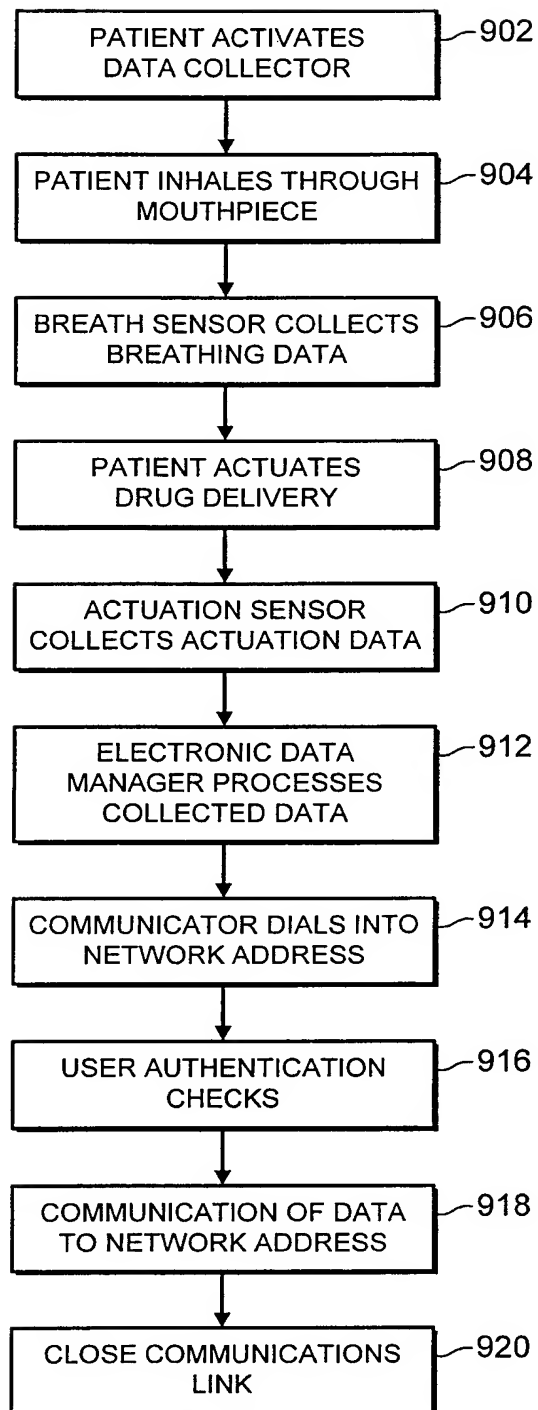 PATIENT ACTIVATES
DATA COLLECTOR
902
PATIENT INHALES THROUGH
MOUTHPIECE
904
BREATH SENSOR COLLECTS
BREATHING DATA
906
PATIENT ACTUATES
DRUG DELIVERY
908
ACTUATION SENSOR
COLLECTS ACTUATION DATA
910
ELECTRONIC DATA
MANAGER PROCESSES
COLLECTED DATA
912
COMMUNICATOR DIALS INTO
NETWORK ADDRESS
914
USER AUTHENTICATION
CHECKS
916
COMMUNICATION OF DATA
TO NETWORK ADDRESS
918
CLOSE COMMUNICATIONS
LINK
920